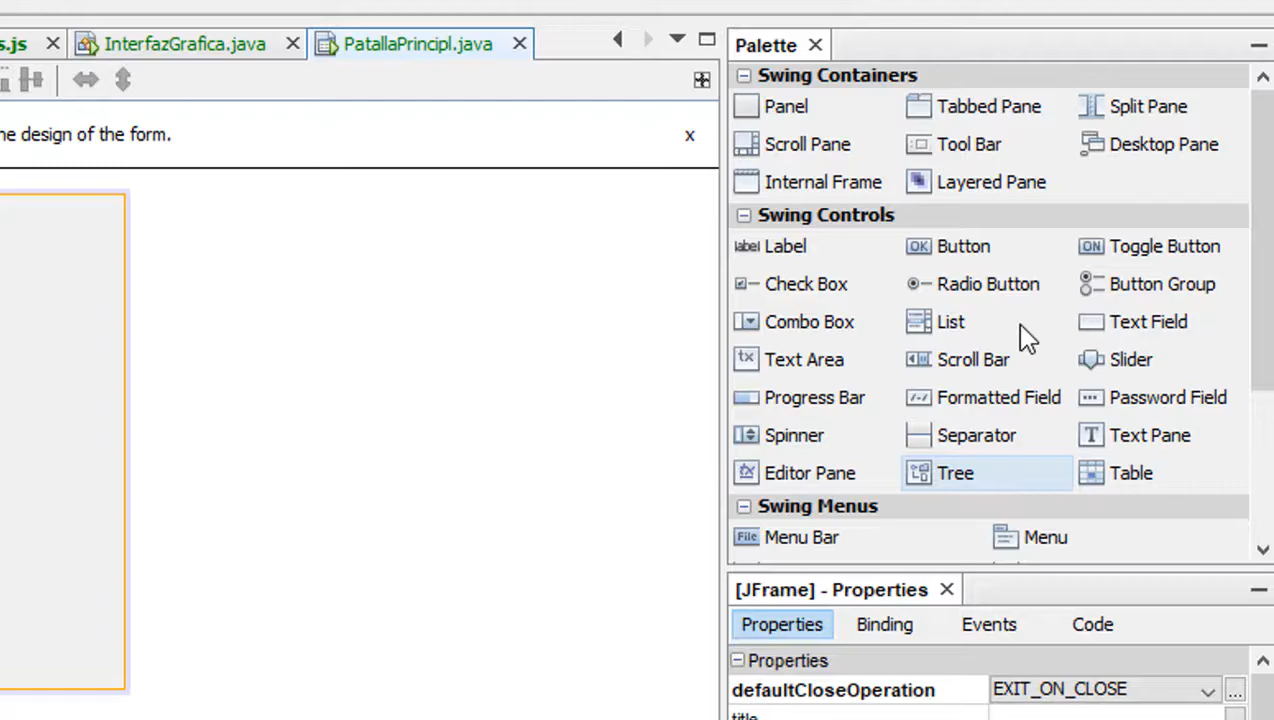 s.js InterfazGrafica.java PatallaPrincipl.java
ne design of the form. x
Palette
Swing Containers
Panel Tabbed Pane Split Pane
Scroll Pane Tool Bar Desktop Pane
Internal Frame Layered Pane
Swing Controls
label Label OK Button ON Toggle Button
Check Box Radio Button Button Group
Combo Box List Text Field
tx Text Area Scroll Bar Slider
Progress Bar Formatted Field Password Field
Spinner Separator T Text Pane
Editor Pane Tree Table
Swing Menus
File Menu Bar Menu
[JFrame] - Properties
Properties Binding Events Code
Properties
defaultCloseOperation EXIT_ON_CLOSE ...
title